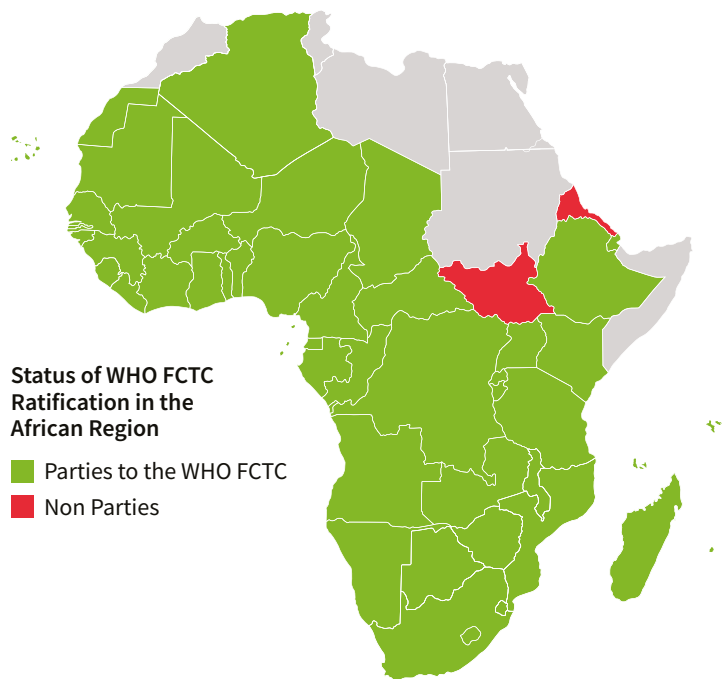 Status of WHO FCTC
Ratification in the
African Region
Parties to the WHO FCTC
Non Parties